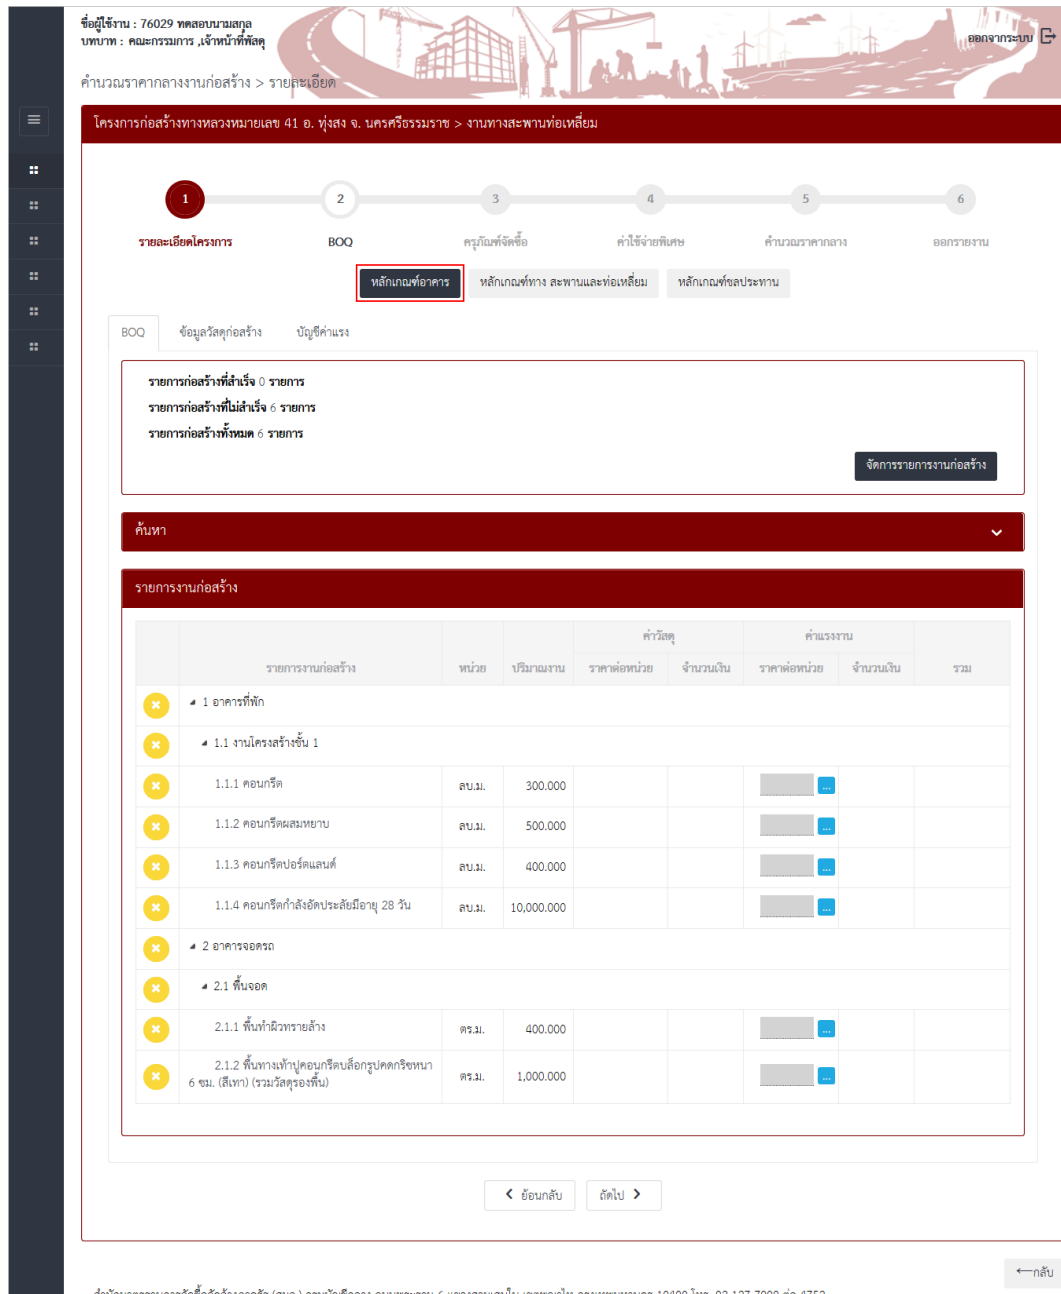 ชื่อผู้ใช้งาน : 76029 ทดสอบนามสกุล
บทบาท : คณะกรรมการ ,เจ้าหน้าที่พัสดุ
ออกจากระบบ
คำนวณราคากลางงานก่อสร้าง > รายละเอียด
โครงการก่อสร้างทางหลวงหมายเลข 41 อ. ทุ่งสง จ. นครศรีธรรมราช > งานทางสะพานท่อเหลี่ยม
1 2 3 4 5 6
รายละเอียดโครงการ BOQ ครุภัณฑ์จัดซื้อ ค่าใช้จ่ายพิเศษ คำนวณราคากลาง ออกรายงาน
หลักเกณฑ์อาคาร หลักเกณฑ์ทาง สะพานและท่อเหลี่ยม หลักเกณฑ์ชลประทาน
BOQ ข้อมูลวัสดุก่อสร้าง บัญชีค่าแรง
รายการก่อสร้างที่สำเร็จ 0 รายการ
รายการก่อสร้างที่ไม่สำเร็จ 6 รายการ
รายการก่อสร้างทั้งหมด 6 รายการ
จัดการรายการงานก่อสร้าง
ค้นหา
รายการงานก่อสร้าง
ค่าวัสดุ ค่าแรงงาน
รายการงานก่อสร้าง หน่วย ปริมาณงาน ราคาต่อหน่วย จำนวนเงิน ราคาต่อหน่วย จำนวนเงิน รวม
1 อาคารที่พัก
1.1 งานโครงสร้างชั้น 1
1.1.1 คอนกรีต ลบ.ม. 300.000 ...
1.1.2 คอนกรีตผสมหยาบ ลบ.ม. 500.000 ...
1.1.3 คอนกรีตปอร์ตแลนด์ ลบ.ม. 400.000 ...
1.1.4 คอนกรีตกำลังอัดประลัยมีอายุ 28 วัน ลบ.ม. 10,000.000 ...
2 อาคารจอดรถ
2.1 พื้นจอด
2.1.1 พื้นทำผิวทรายล้าง ตร.ม. 400.000 ...
2.1.2 พื้นทางเท้าปูคอนกรีตบล็อกรูปคดกริชหนา
6 ซม. (สีเทา) (รวมวัสดุรองพื้น) ตร.ม. 1,000.000 ...
ย้อนกลับ ถัดไป
กลับ